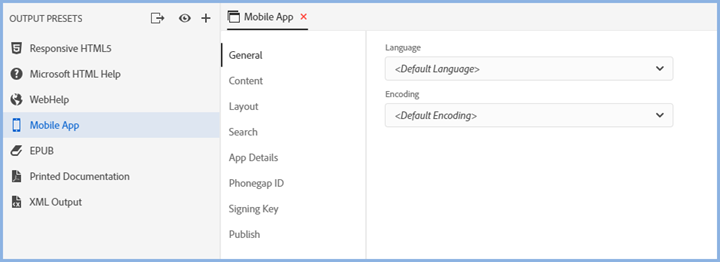 OUTPUT PRESETS
Responsive HTML5
Microsoft HTML Help
WebHelp
Mobile App
EPUB
Printed Documentation
XML Output
Mobile App
General
Content
Layout
Search
App Details
Phonegap ID
Signing Key
Publish
Language
<Default Language>
Encoding
<Default Encoding>